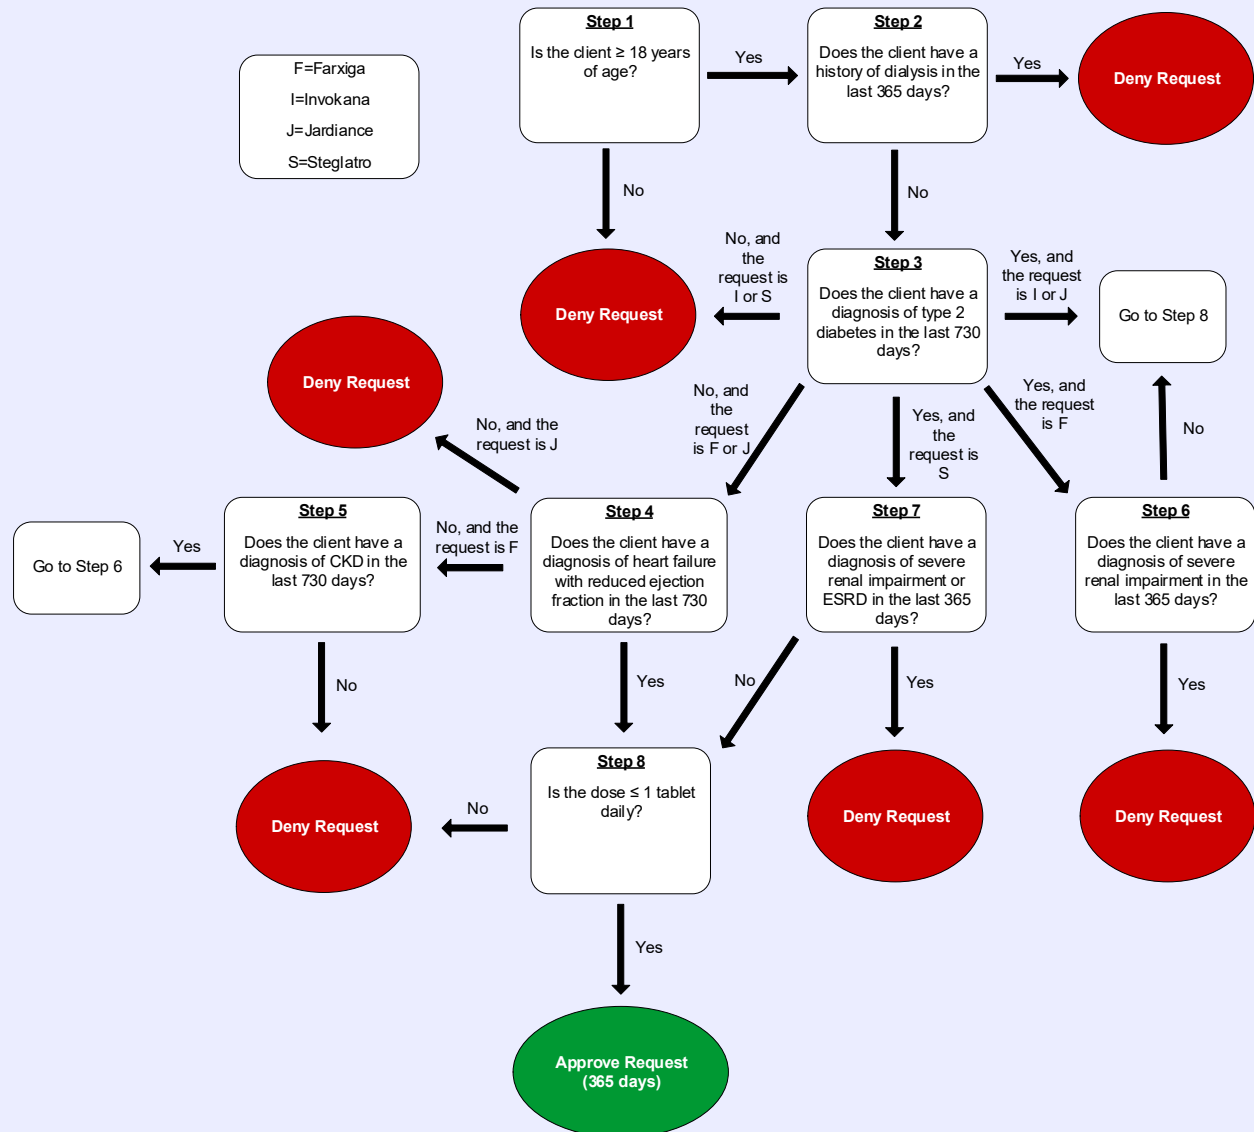 F=Farxiga
I=Invokana
J=Jardiance
S=Steglatro
Step 1
Is the client ≥ 18 years
of age?
Yes
Step 2
Does the client have a
history of dialysis in the
last 365 days?
Yes
Deny Request
No
No
Deny Request
No, and
the
request is
I or S
Step 3
Does the client have a
diagnosis of type 2
diabetes in the last 730
days?
Yes, and
the request
is I or J
Go to Step 8
Deny Request
No, and the
request is J
No, and
the
request
is F or J
Yes, and
the
request is
S
Yes, and
the request
is F
No
Go to Step 6
Yes
Step 5
Does the client have a
diagnosis of CKD in the
last 730 days?
No, and the
request is F
Step 4
Does the client have a
diagnosis of heart failure
with reduced ejection
fraction in the last 730
days?
Step 7
Does the client have a
diagnosis of severe
renal impairment or
ESRD in the last 365
days?
Step 6
Does the client have a
diagnosis of severe
renal impairment in the
last 365 days?
No
Yes
No
Yes
Yes
Deny Request
No
Step 8
Is the dose ≤ 1 tablet
daily?
Deny Request
Deny Request
Yes
Approve Request
(365 days)